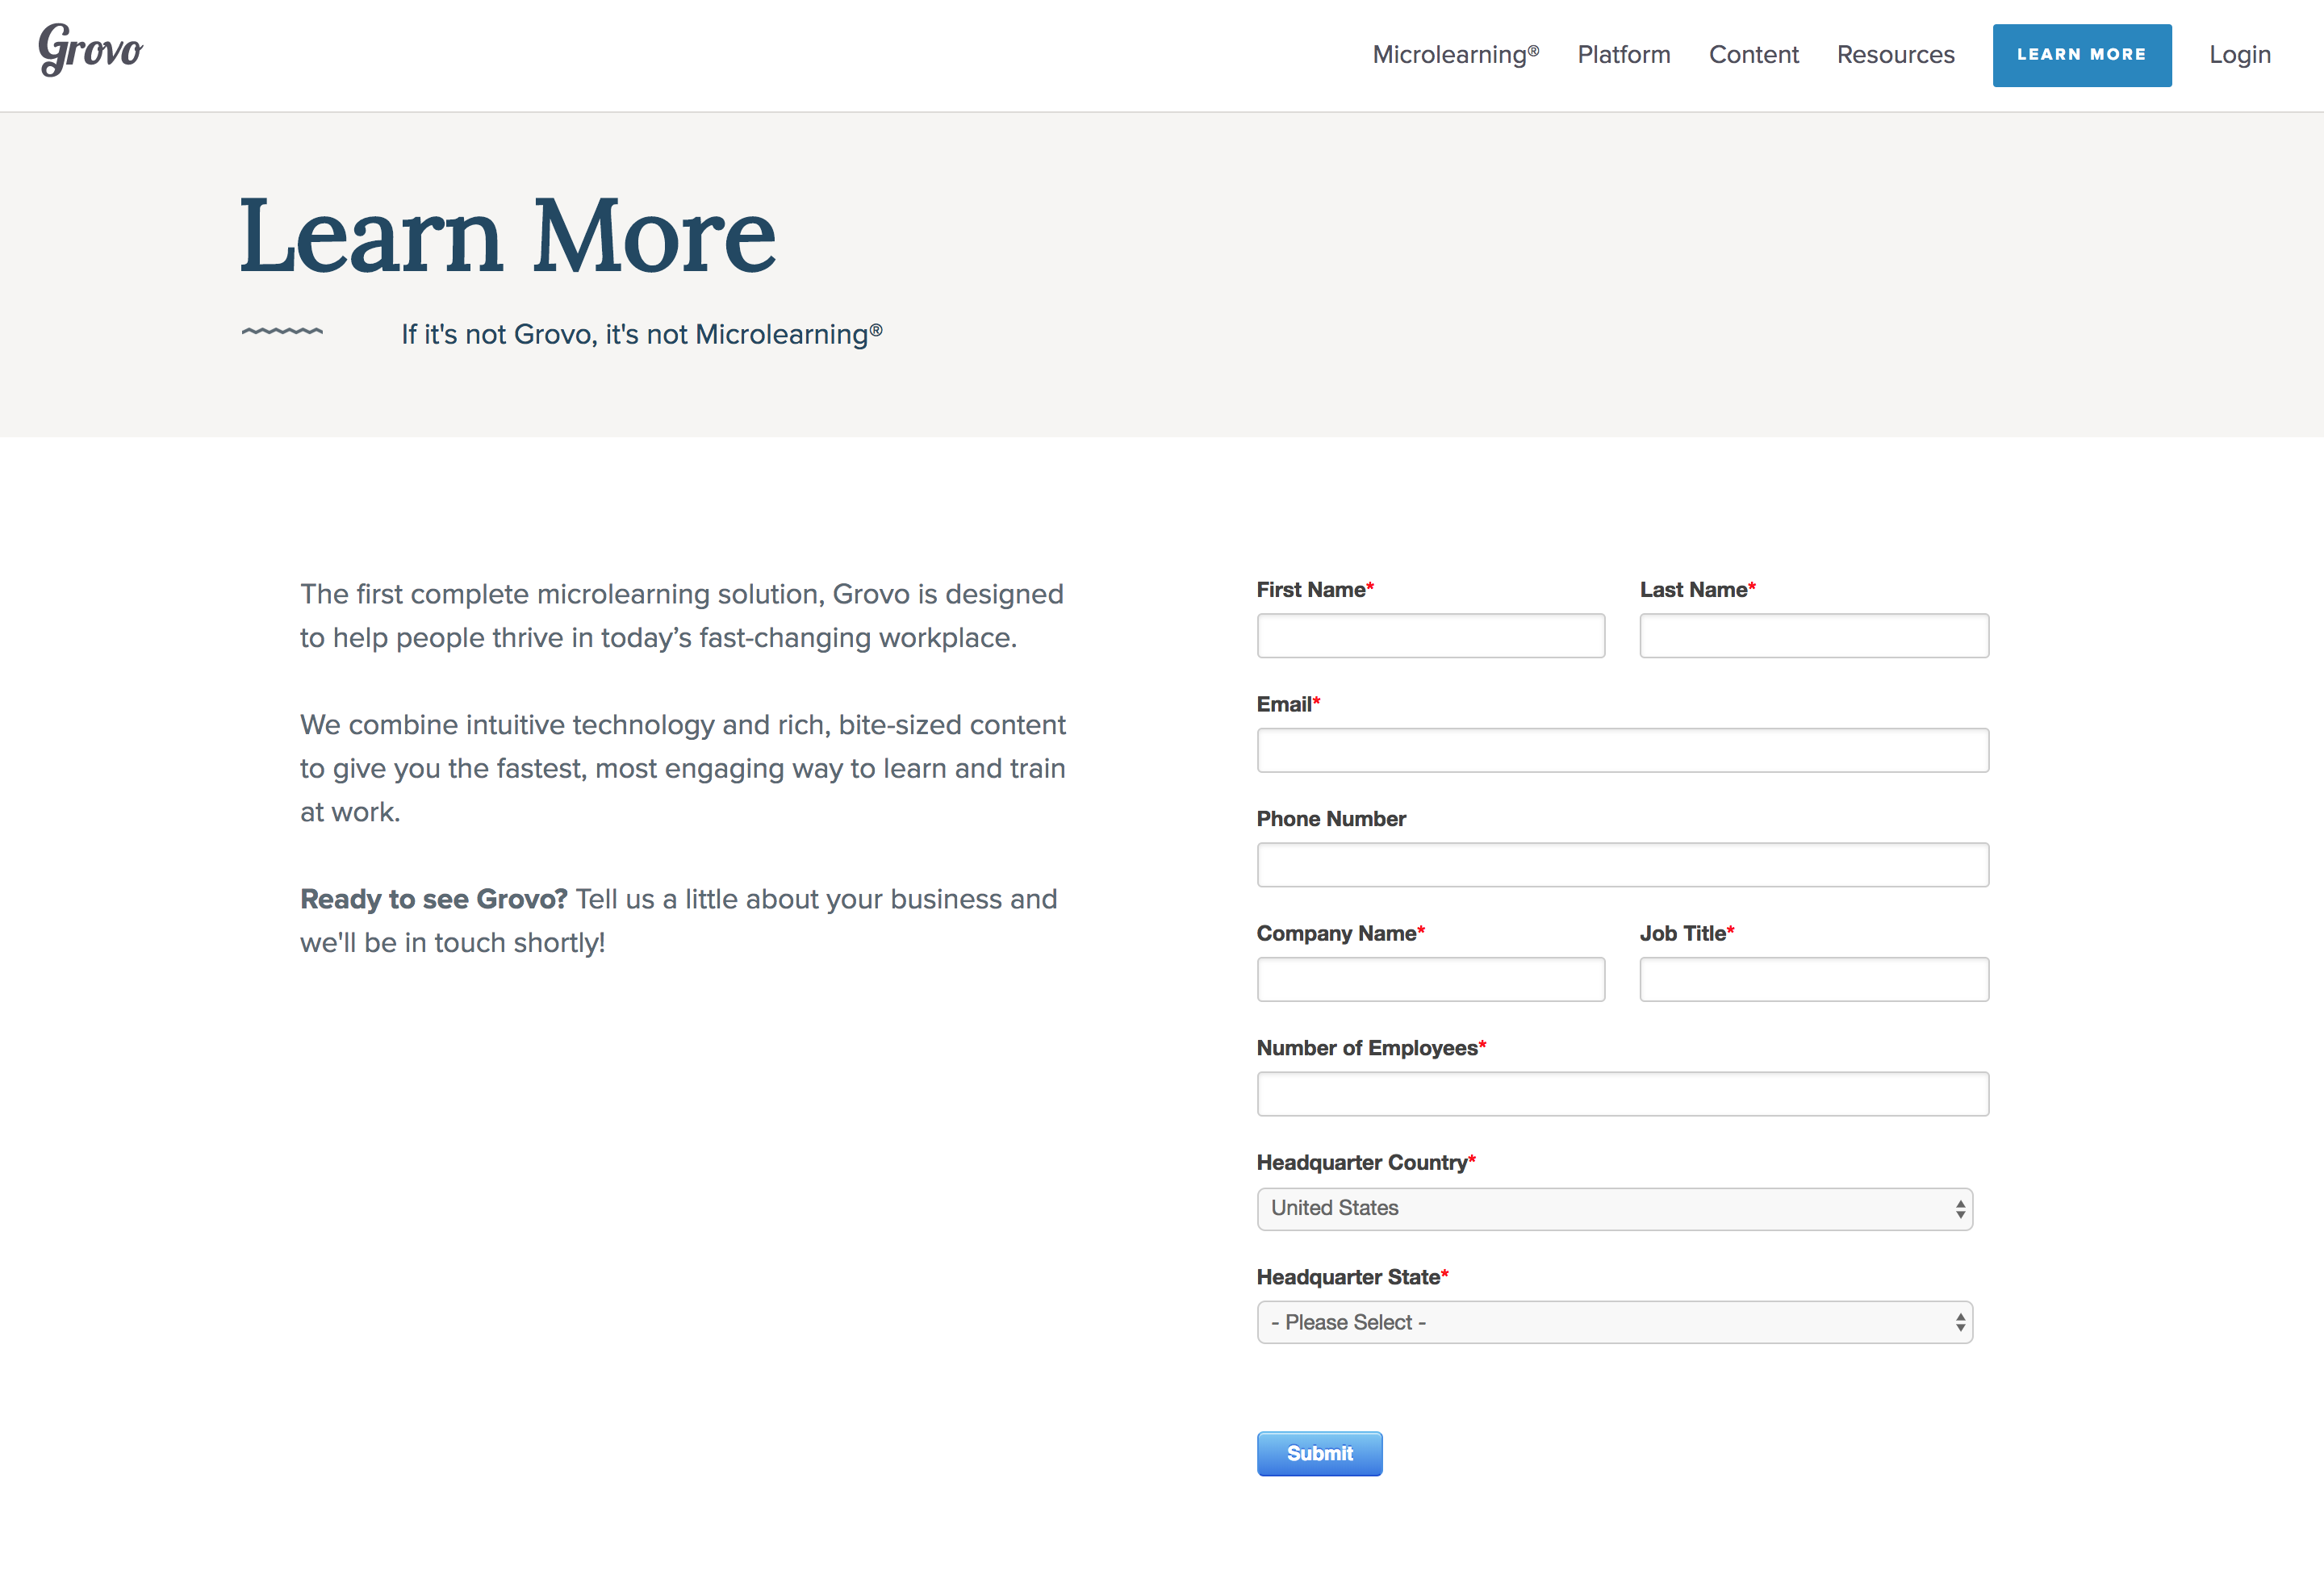 Grovo
Microlearning® Platform Content Resources LEARN MORE Login
Learn More
If it's not Grovo, it's not Microlearning®
The first complete microlearning solution, Grovo is designed
to help people thrive in today’s fast-changing workplace.
We combine intuitive technology and rich, bite-sized content
to give you the fastest, most engaging way to learn and train
at work.
Ready to see Grovo? Tell us a little about your business and
we'll be in touch shortly!
First Name* Last Name*
Email*
Phone Number
Company Name* Job Title*
Number of Employees*
Headquarter Country*
United States
Headquarter State*
- Please Select -
Submit